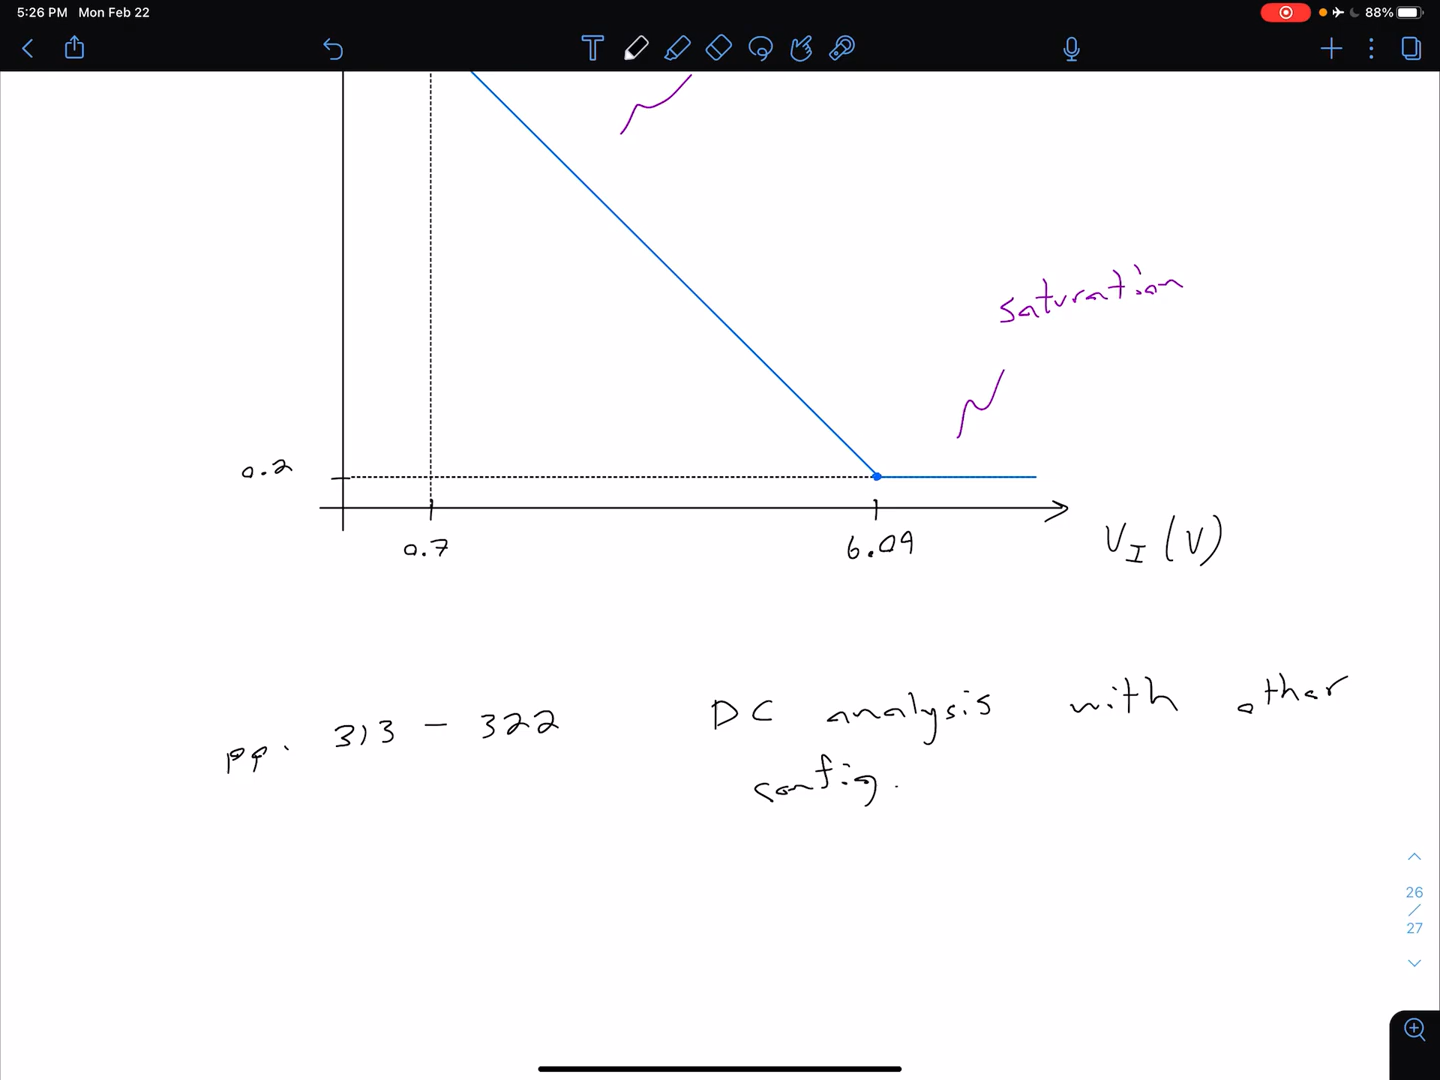 5:26 PM Mon Feb 22
88%
saturation
0.2
0.7
6.09
V_I (V)
pp. 313 - 322
DC analysis with other
config.
26
/
27